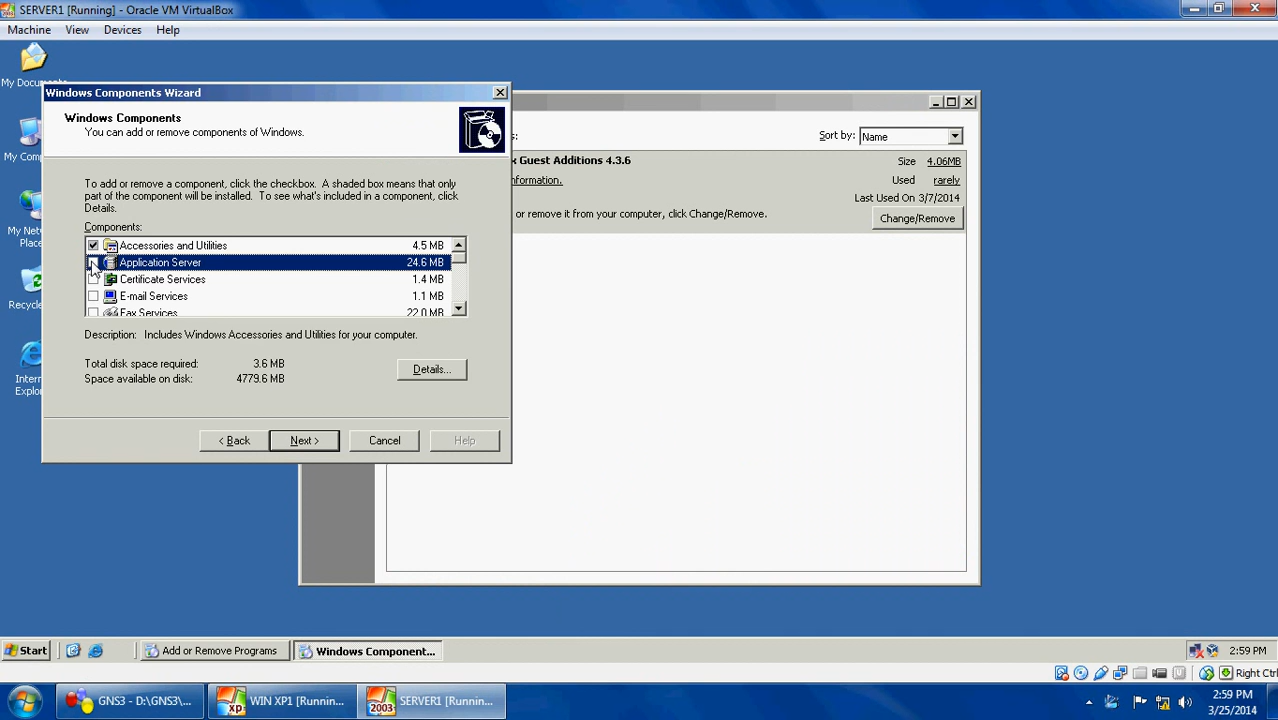 SERVER1 [Running] - Oracle VM VirtualBox
Machine View Devices Help
My Documents
Windows Components Wizard
Windows Components
You can add or remove components of Windows.
To add or remove a component, click the checkbox. A shaded box means that only
part of the component will be installed. To see what's included in a component, click
Details.
Components:
Accessories and Utilities 4.5 MB
Application Server 24.6 MB
Certificate Services 1.4 MB
E-mail Services 1.1 MB
Fax Services 22.0 MB
Description: Includes Windows Accessories and Utilities for your computer.
Total disk space required: 3.6 MB
Space available on disk: 4779.6 MB
Details...
< Back Next > Cancel Help
Sort by: Name
x Guest Additions 4.3.6
Size 4.06MB
information.
Used rarely
Last Used On 3/7/2014
or remove it from your computer, click Change/Remove.
Change/Remove
My Com
My Net
Place
Recycl
Intern
Explor
Start Add or Remove Programs Windows Component... 2:59 PM
Right Ctrl
GNS3 - D:\GNS3\... WIN XP1 [Runnin... SERVER1 [Runnin...
xp
2003
2:59 PM
3/25/2014